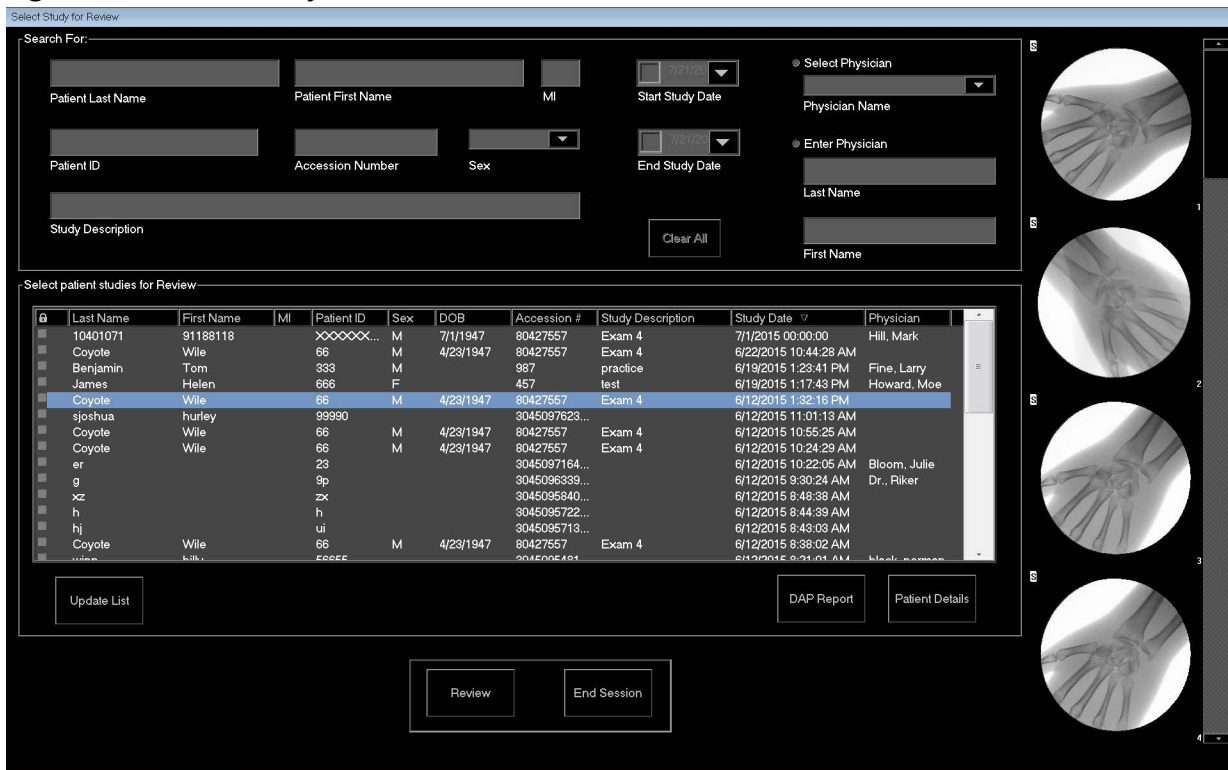 Select Study for Review
Search For:
Patient Last Name Patient First Name MI Start Study Date
Select Physician
Physician Name
Patient ID Accession Number Sex End Study Date
Enter Physician
Last Name
Study Description
Clear All
First Name
Select patient studies for Review
Last Name First Name MI Patient ID Sex DOB Accession # Study Description Study Date Physician
10401071 91188118 XXXXXXX... M 7/1/1947 80427557 Exam 4 7/1/2015 00:00:00 Hill, Mark
Coyote Wile 66 M 4/23/1947 80427557 Exam 4 6/22/2015 10:44:28 AM
Benjamin Tom 333 M 987 practice 6/19/2015 1:23:41 PM Fine, Larry
James Helen 666 F 457 test 6/19/2015 1:17:43 PM Howard, Moe
Coyote Wile 66 M 4/23/1947 80427557 Exam 4 6/12/2015 1:32:16 PM
sjoshua hurley 99990 3045097623... 6/12/2015 11:01:13 AM
Coyote Wile 66 M 4/23/1947 80427557 Exam 4 6/12/2015 10:55:25 AM
Coyote Wile 66 M 4/23/1947 80427557 Exam 4 6/12/2015 10:24:29 AM
er 23 3045097164... 6/12/2015 10:22:05 AM Bloom, Julie
g 9p 3045096339... 6/12/2015 9:30:24 AM Dr., Riker
xz zx 3045095840... 6/12/2015 8:48:38 AM
h h 3045095722... 6/12/2015 8:44:39 AM
hj ui 3045095713... 6/12/2015 8:43:03 AM
Coyote Wile 66 M 4/23/1947 80427557 Exam 4 6/12/2015 8:38:02 AM
Update List DAP Report Patient Details
Review End Session
S
1
S
2
S
3
S
4